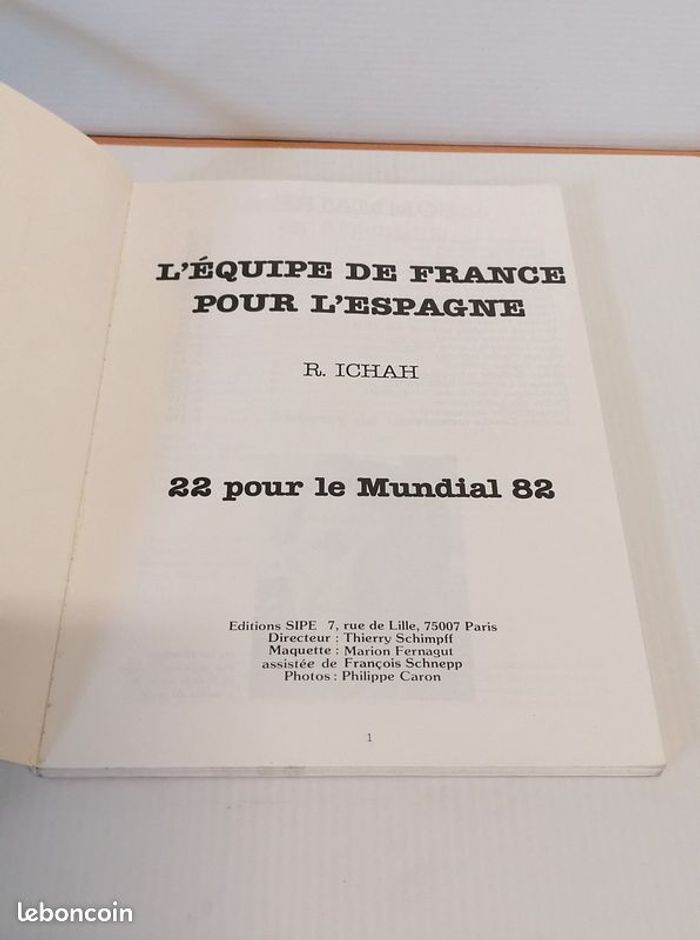 L'ÉQUIPE DE FRANCE
POUR L'ESPAGNE
R. ICHAH
22 pour le Mundial 82
Editions SIPE 7, rue de Lille, 75007 Paris
Directeur : Thierry Schimpff
Maquette : Marion Fernagut
assistée de François Schnepp
Photos : Philippe Caron
1
leboncoin